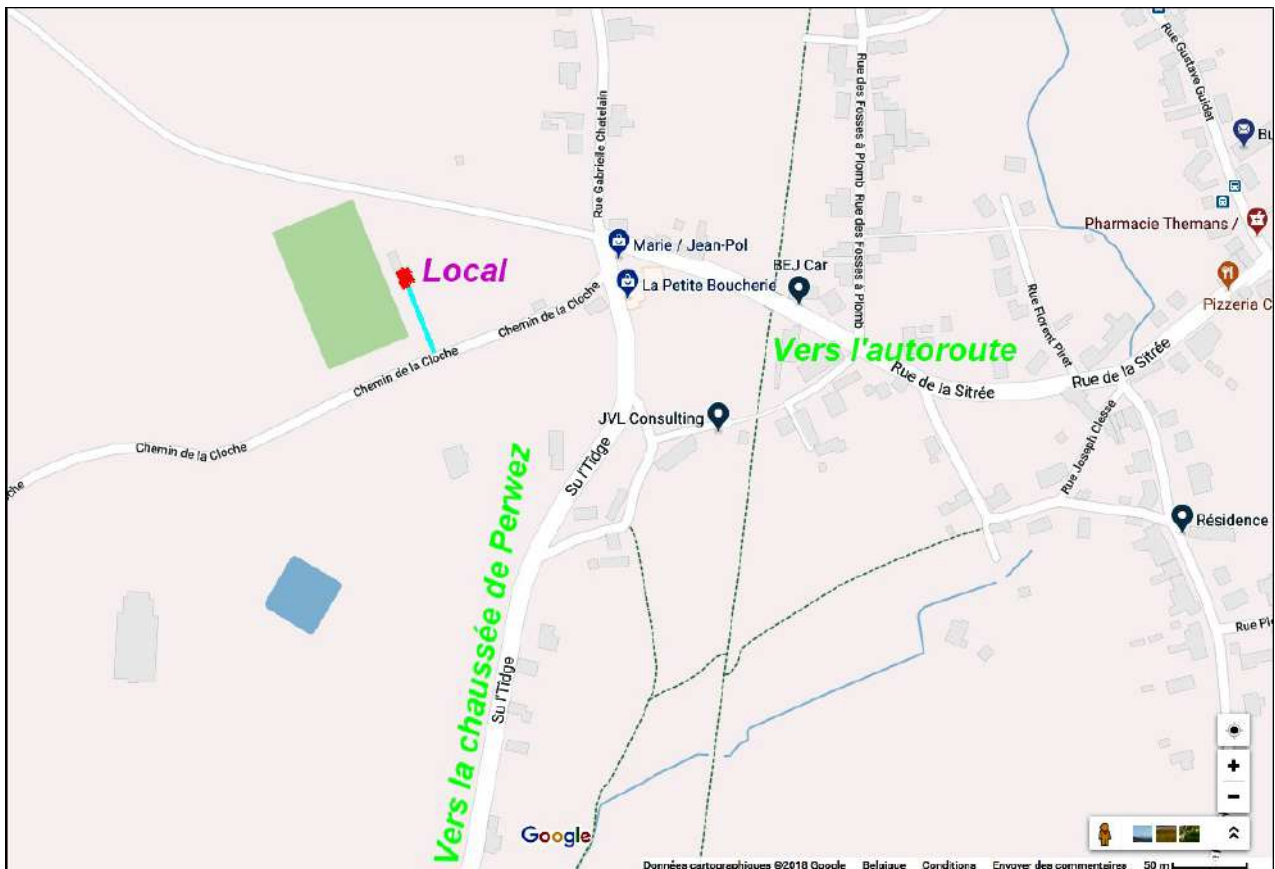 Rue Gustave Guidet
Rue Gabrielle Chatelain
Rue des Fosses à Plomb
Rue des Fosses à Plomb
Bu
Pharmacie Themans /
Marie / Jean-Pol
Local
BEJ Car
La Petite Boucherie
Pizzeria C
Chemin de la Cloche
Rue Florent Piret
Vers l'autoroute
Chemin de la Cloche
Rue de la Sitrée
Rue de la Sitrée
JVL Consulting
Rue Joseph Clesse
Chemin de la Cloche
Su l'Tidge
oche
Résidence
Vers la chaussée de Perwez
Rue Pie
Su l'Tidge
Google
Données cartographiques ©2018 Google Belgique Conditions Envoyer des commentaires 50 m